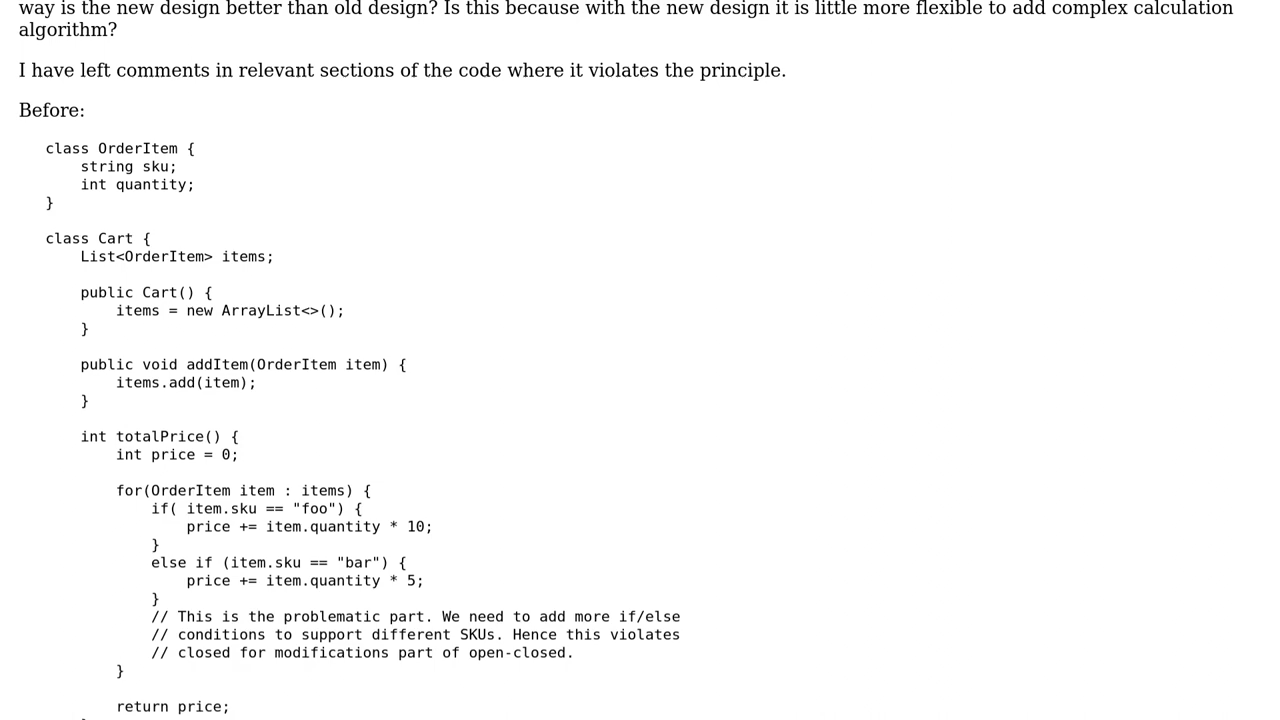 way is the new design better than old design? Is this because with the new design it is little more flexible to add complex calculation
algorithm?
I have left comments in relevant sections of the code where it violates the principle.
Before:
class OrderItem {
    string sku;
    int quantity;
}
class Cart {
    List<OrderItem> items;
    public Cart() {
        items = new ArrayList<>();
    }
    public void addItem(OrderItem item) {
        items.add(item);
    }
    int totalPrice() {
        int price = 0;
        for(OrderItem item : items) {
            if( item.sku == "foo") {
                price += item.quantity * 10;
            }
            else if (item.sku == "bar") {
                price += item.quantity * 5;
            }
            // This is the problematic part. We need to add more if/else
            // conditions to support different SKUs. Hence this violates
            // closed for modifications part of open-closed.
        }
        return price;